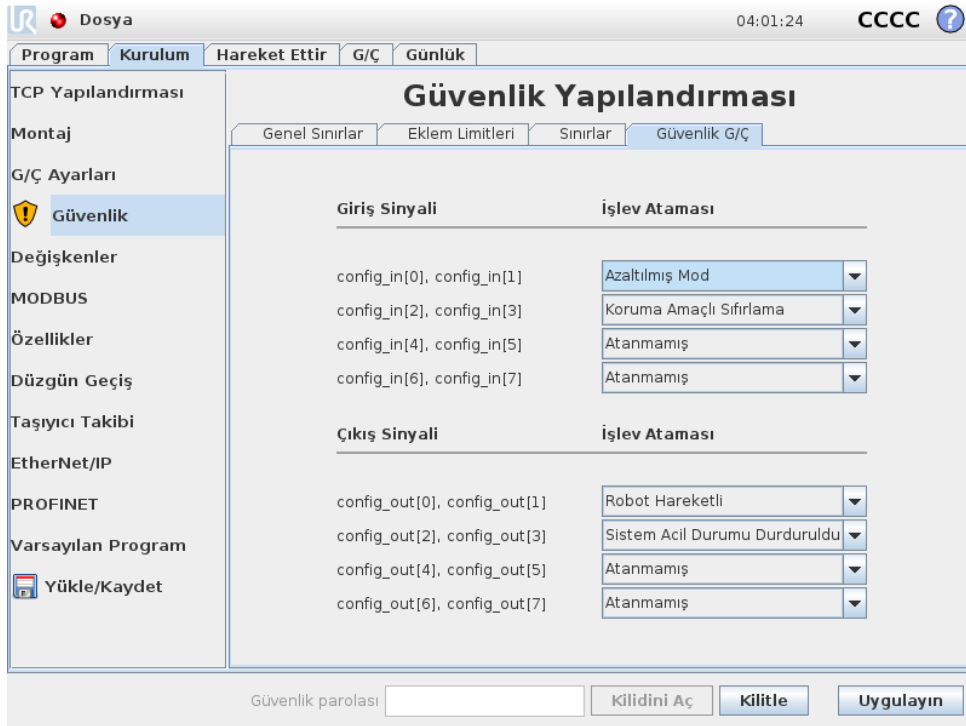 UR Dosya 04:01:24 CCCC ?
Program Kurulum Hareket Ettir G/Ç Günlük
TCP Yapılandırması
Montaj
G/Ç Ayarları
Güvenlik
Değişkenler
MODBUS
Özellikler
Düzgün Geçiş
Taşıyıcı Takibi
EtherNet/IP
PROFINET
Varsayılan Program
Yükle/Kaydet
Güvenlik Yapılandırması
Genel Sınırlar Eklem Limitleri Sınırlar Güvenlik G/Ç
Giriş Sinyali İşlev Ataması
config_in[0], config_in[1] Azaltılmış Mod
config_in[2], config_in[3] Koruma Amaçlı Sıfırlama
config_in[4], config_in[5] Atanmamış
config_in[6], config_in[7] Atanmamış
Çıkış Sinyali İşlev Ataması
config_out[0], config_out[1] Robot Hareketli
config_out[2], config_out[3] Sistem Acil Durumu Durduruldu
config_out[4], config_out[5] Atanmamış
config_out[6], config_out[7] Atanmamış
Güvenlik parolası Kilidini Aç Kilitle Uygulayın